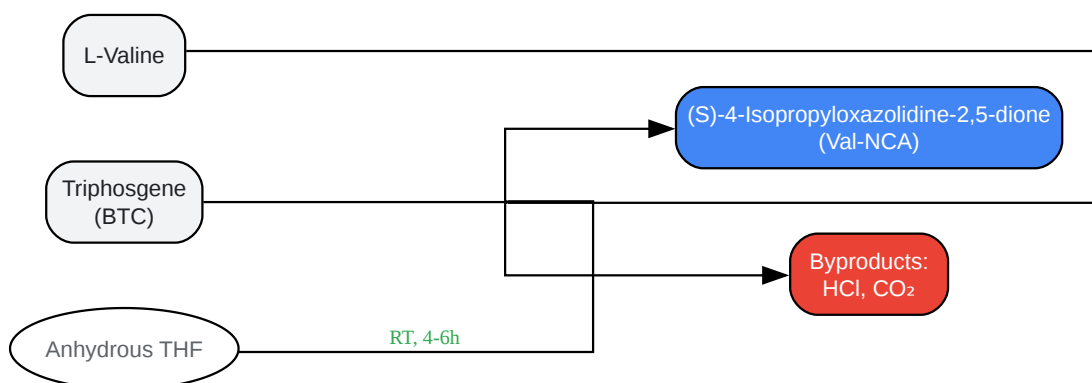 L-Valine
(S)-4-Isopropyloxazolidine-2,5-dione
(Val-NCA)
Triphosgene
(BTC)
Byproducts:
HCl, CO₂
RT, 4-6h
Anhydrous THF